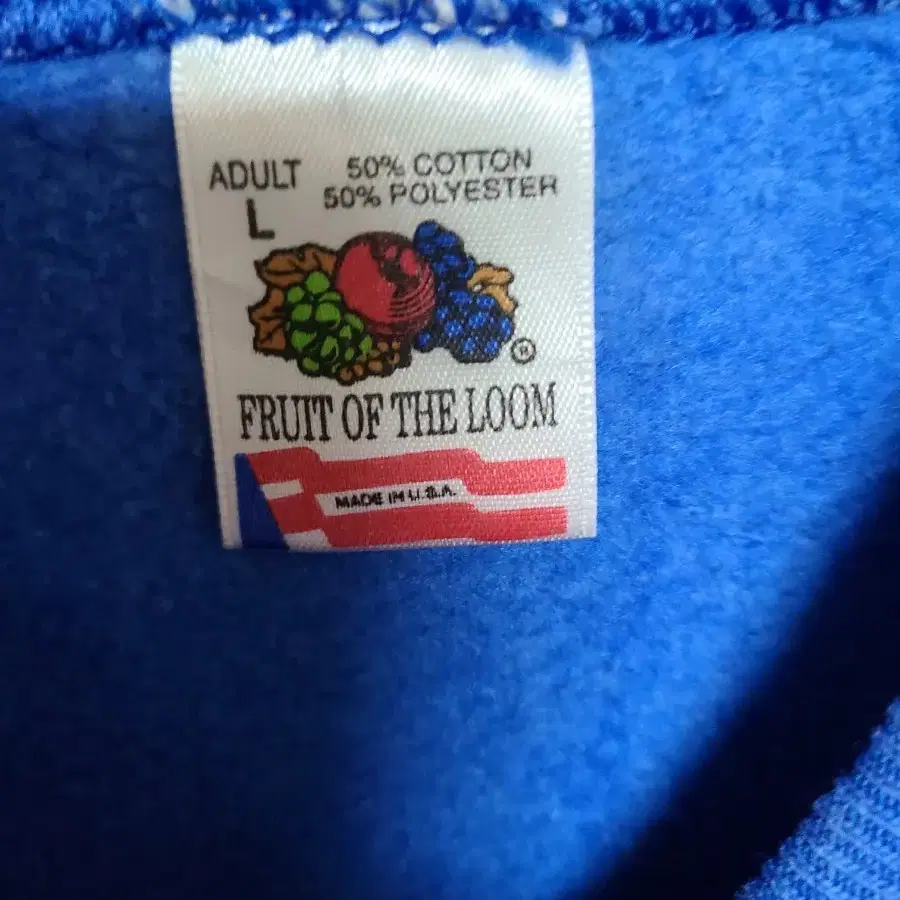 ADULT
L
50% COTTON
50% POLYESTER
®
FRUIT OF THE LOOM
MADE IN U.S.A.